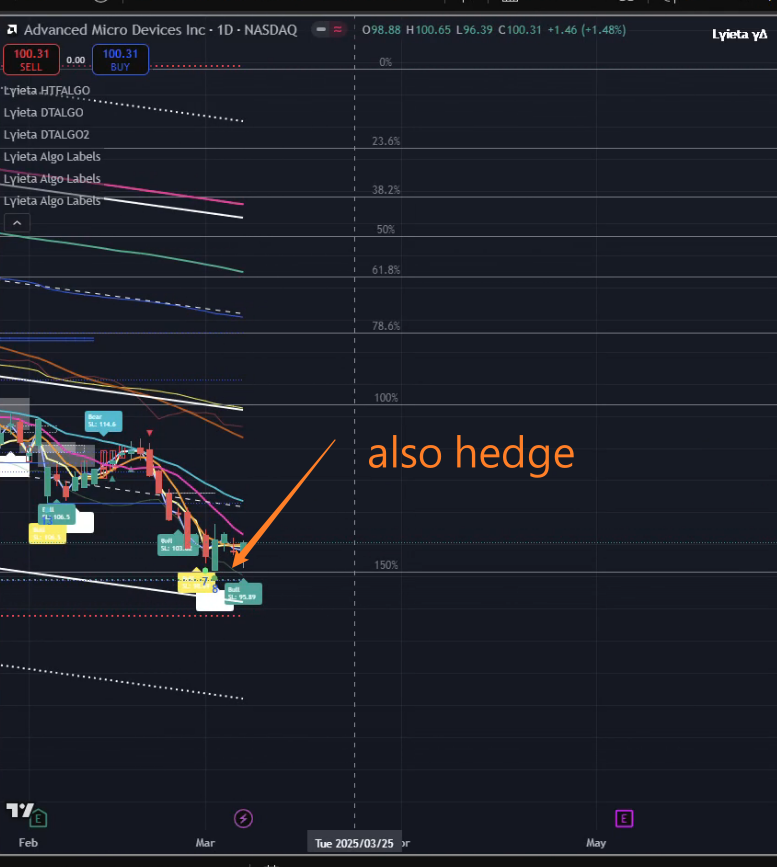 Advanced Micro Devices Inc · 1D · NASDAQ
O98.88 H100.65 L96.39 C100.31 +1.46 (+1.48%)
Lyieta γΔ
100.31
SELL
0.00
100.31
BUY
0%
Lyieta HTFALGO
Lyieta DTALGO
Lyieta DTALGO2
23.6%
Lyieta Algo Labels
Lyieta Algo Labels
38.2%
Lyieta Algo Labels
50%
61.8%
78.6%
100%
Bear
SL: 114.6
also hedge
SL: 106.5
Bull
150%
7
Bull
SL: 95.89
E
E
Feb
Mar
Tue 2025/03/25
May